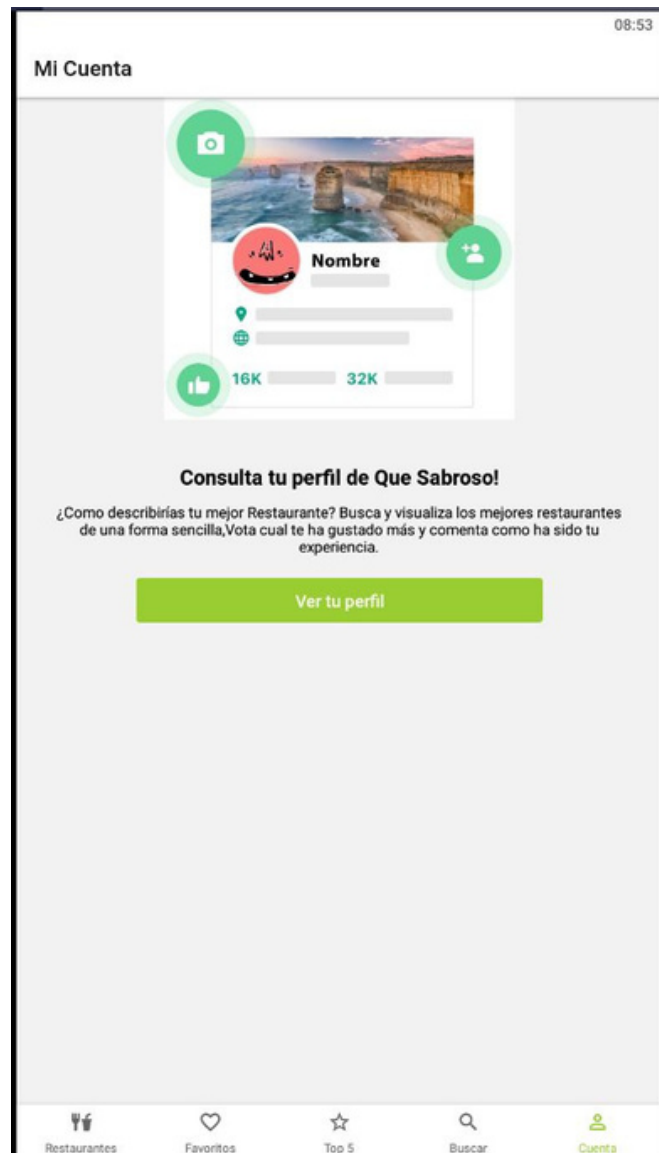 08:53
Mi Cuenta
Nombre
16K
32K
Consulta tu perfil de Que Sabroso!
¿Como describirías tu mejor Restaurante? Busca y visualiza los mejores restaurantes
de una forma sencilla,Vota cual te ha gustado más y comenta como ha sido tu
experiencia.
Ver tu perfil
Restaurantes
Favoritos
Top 5
Buscar
Cuenta